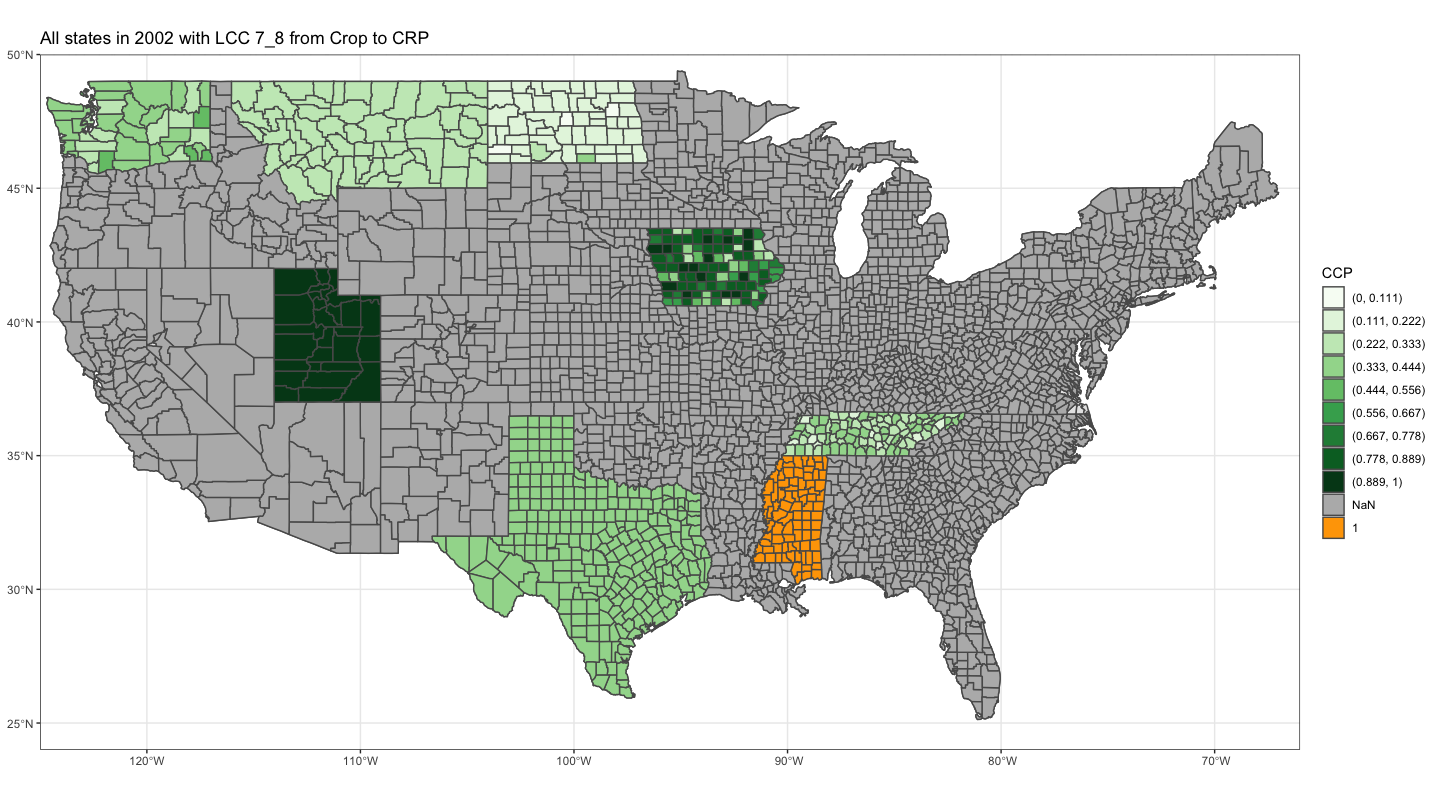 All states in 2002 with LCC 7_8 from Crop to CRP
50°N
45°N
40°N
35°N
30°N
25°N
120°W
110°W
100°W
90°W
80°W
70°W
CCP
(0, 0.111)
(0.111, 0.222)
(0.222, 0.333)
(0.333, 0.444)
(0.444, 0.556)
(0.556, 0.667)
(0.667, 0.778)
(0.778, 0.889)
(0.889, 1)
NaN
1